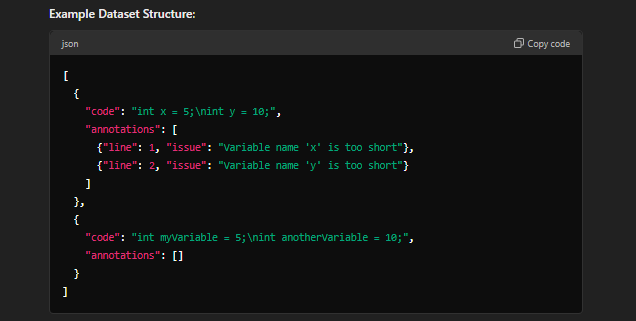 Example Dataset Structure:
json
Copy code
[
  {
    "code": "int x = 5;\nint y = 10;",
    "annotations": [
      {"line": 1, "issue": "Variable name 'x' is too short"},
      {"line": 2, "issue": "Variable name 'y' is too short"}
    ]
  },
  {
    "code": "int myVariable = 5;\nint anotherVariable = 10;",
    "annotations": []
  }
]